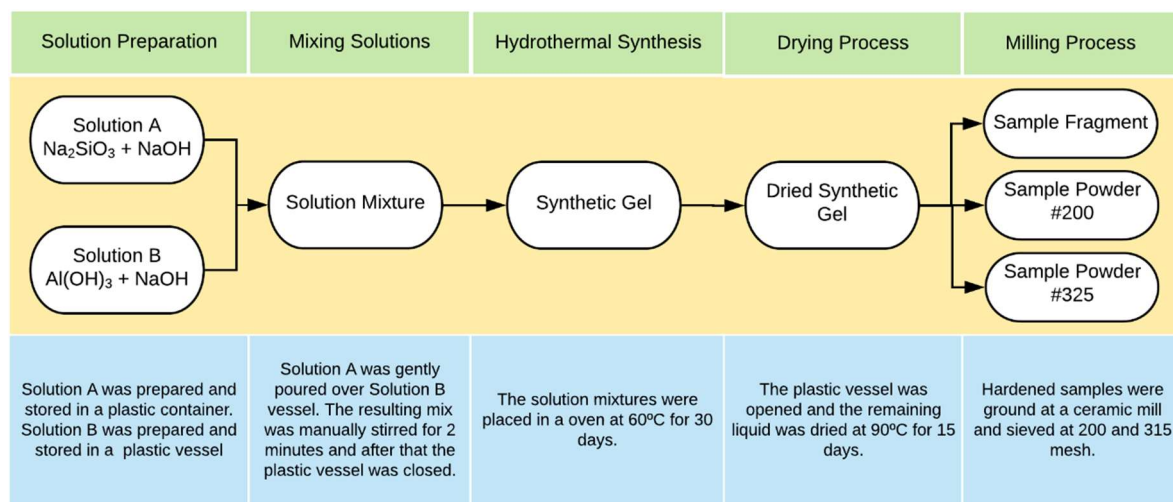 Solution Preparation
Mixing Solutions
Hydrothermal Synthesis
Drying Process
Milling Process
Solution A
Na₂SiO₃ + NaOH
Solution B
Al(OH)₃ + NaOH
Solution Mixture
Synthetic Gel
Dried Synthetic
Gel
Sample Fragment
Sample Powder
#200
Sample Powder
#325
Solution A was prepared and
stored in a plastic container.
Solution B was prepared and
stored in a plastic vessel
Solution A was gently
poured over Solution B
vessel. The resulting mix
was manually stirred for 2
minutes and after that the
plastic vessel was closed.
The solution mixtures were
placed in a oven at 60ºC for 30
days.
The plastic vessel was
opened and the remaining
liquid was dried at 90ºC for 15
days.
Hardened samples were
ground at a ceramic mill
and sieved at 200 and 315
mesh.